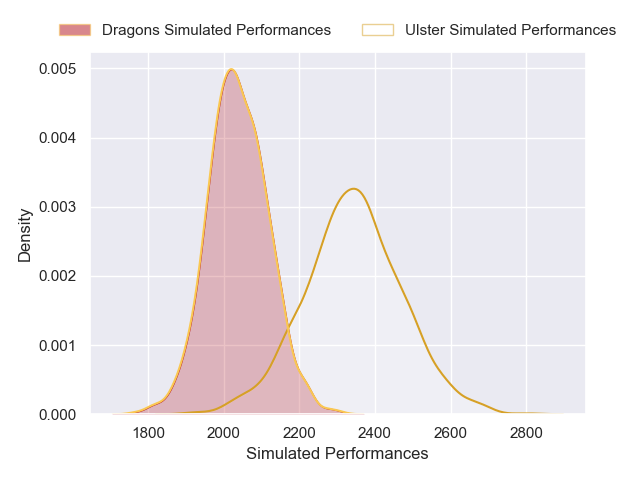 Dragons Simulated Performances Ulster Simulated Performances
0.005
0.004
0.003
0.002
0.001
0.000
Density
1800 2000 2200 2400 2600 2800
Simulated Performances